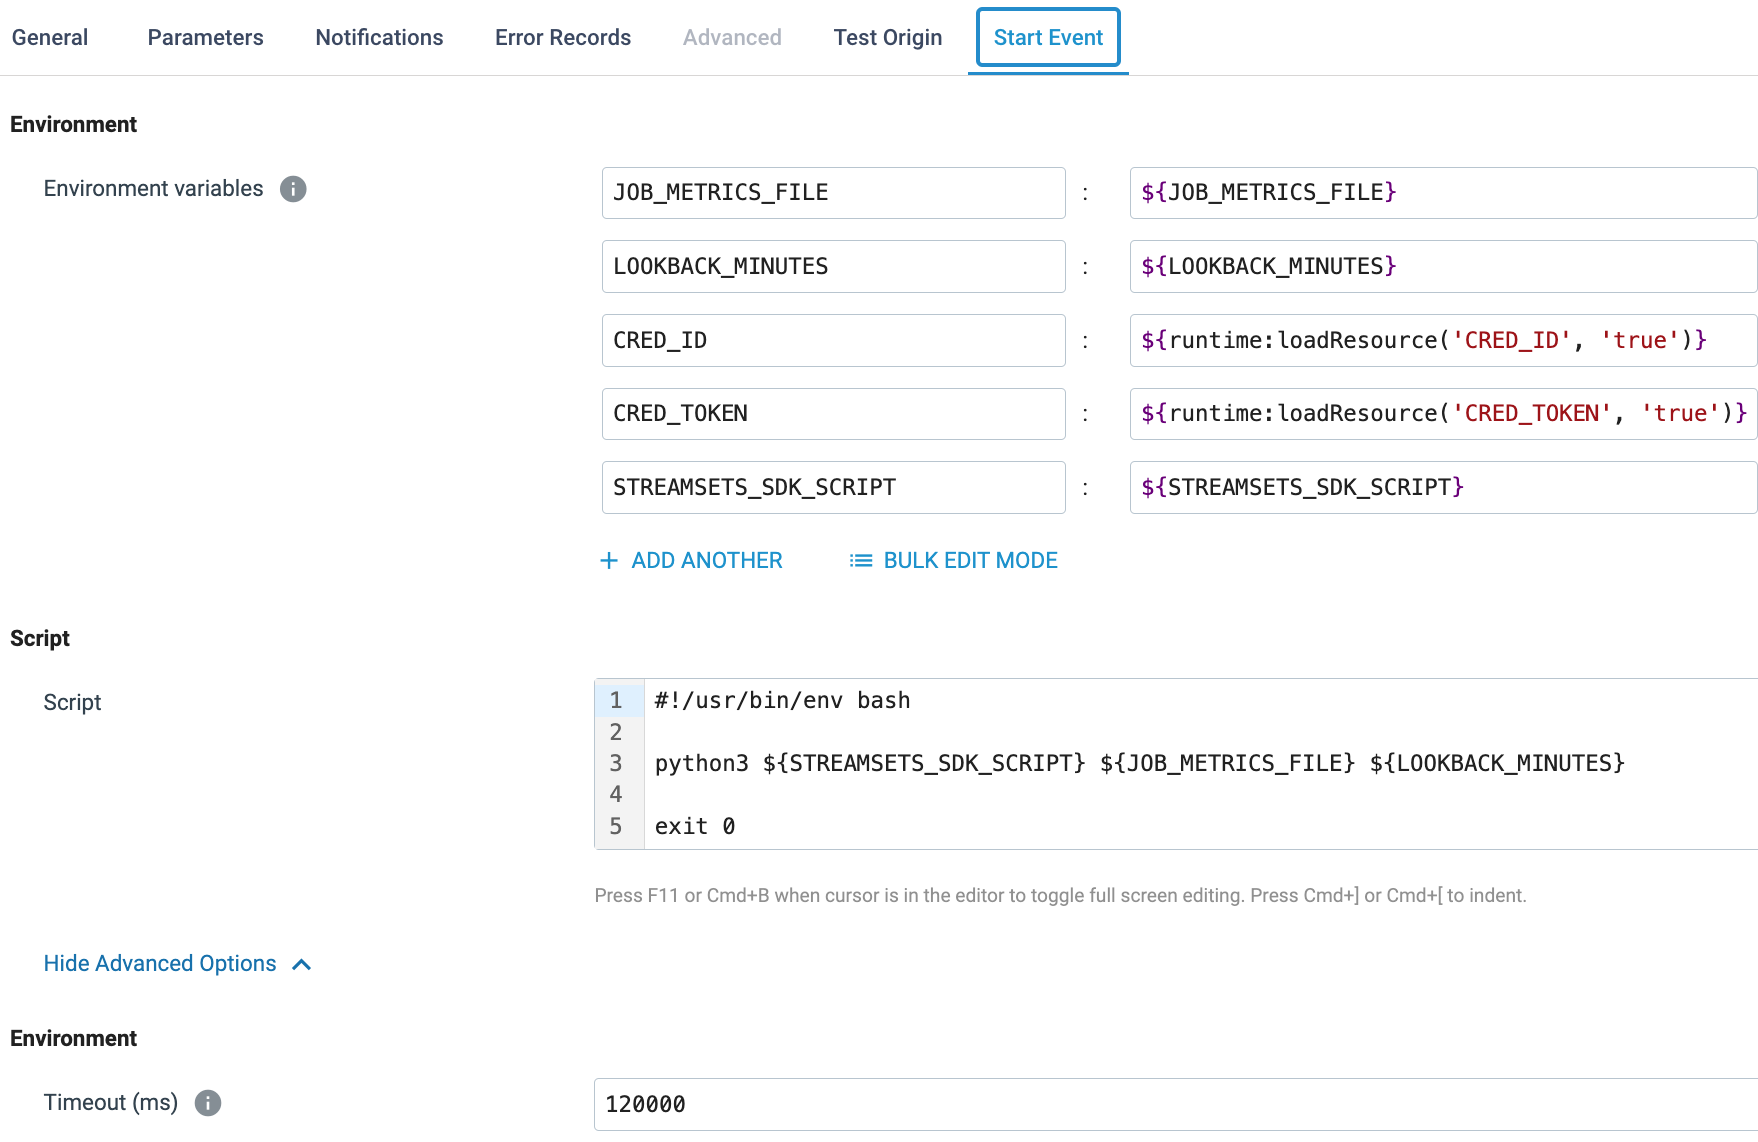 General Parameters Notifications Error Records Advanced Test Origin Start Event
Environment
Environment variables
JOB_METRICS_FILE : ${JOB_METRICS_FILE}
LOOKBACK_MINUTES : ${LOOKBACK_MINUTES}
CRED_ID : ${runtime:loadResource('CRED_ID', 'true')}
CRED_TOKEN : ${runtime:loadResource('CRED_TOKEN', 'true')}
STREAMSETS_SDK_SCRIPT : ${STREAMSETS_SDK_SCRIPT}
+ ADD ANOTHER BULK EDIT MODE
Script
Script
1 #!/usr/bin/env bash
2
3 python3 ${STREAMSETS_SDK_SCRIPT} ${JOB_METRICS_FILE} ${LOOKBACK_MINUTES}
4
5 exit 0
Press F11 or Cmd+B when cursor is in the editor to toggle full screen editing. Press Cmd+] or Cmd+[ to indent.
Hide Advanced Options
Environment
Timeout (ms)
120000